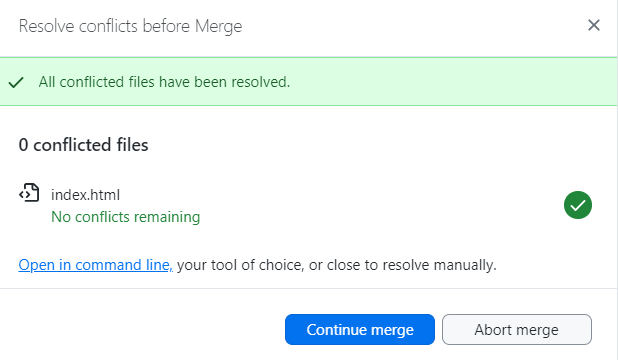 Resolve conflicts before Merge
All conflicted files have been resolved.
0 conflicted files
index.html
No conflicts remaining
Open in command line, your tool of choice, or close to resolve manually.
Continue merge
Abort merge